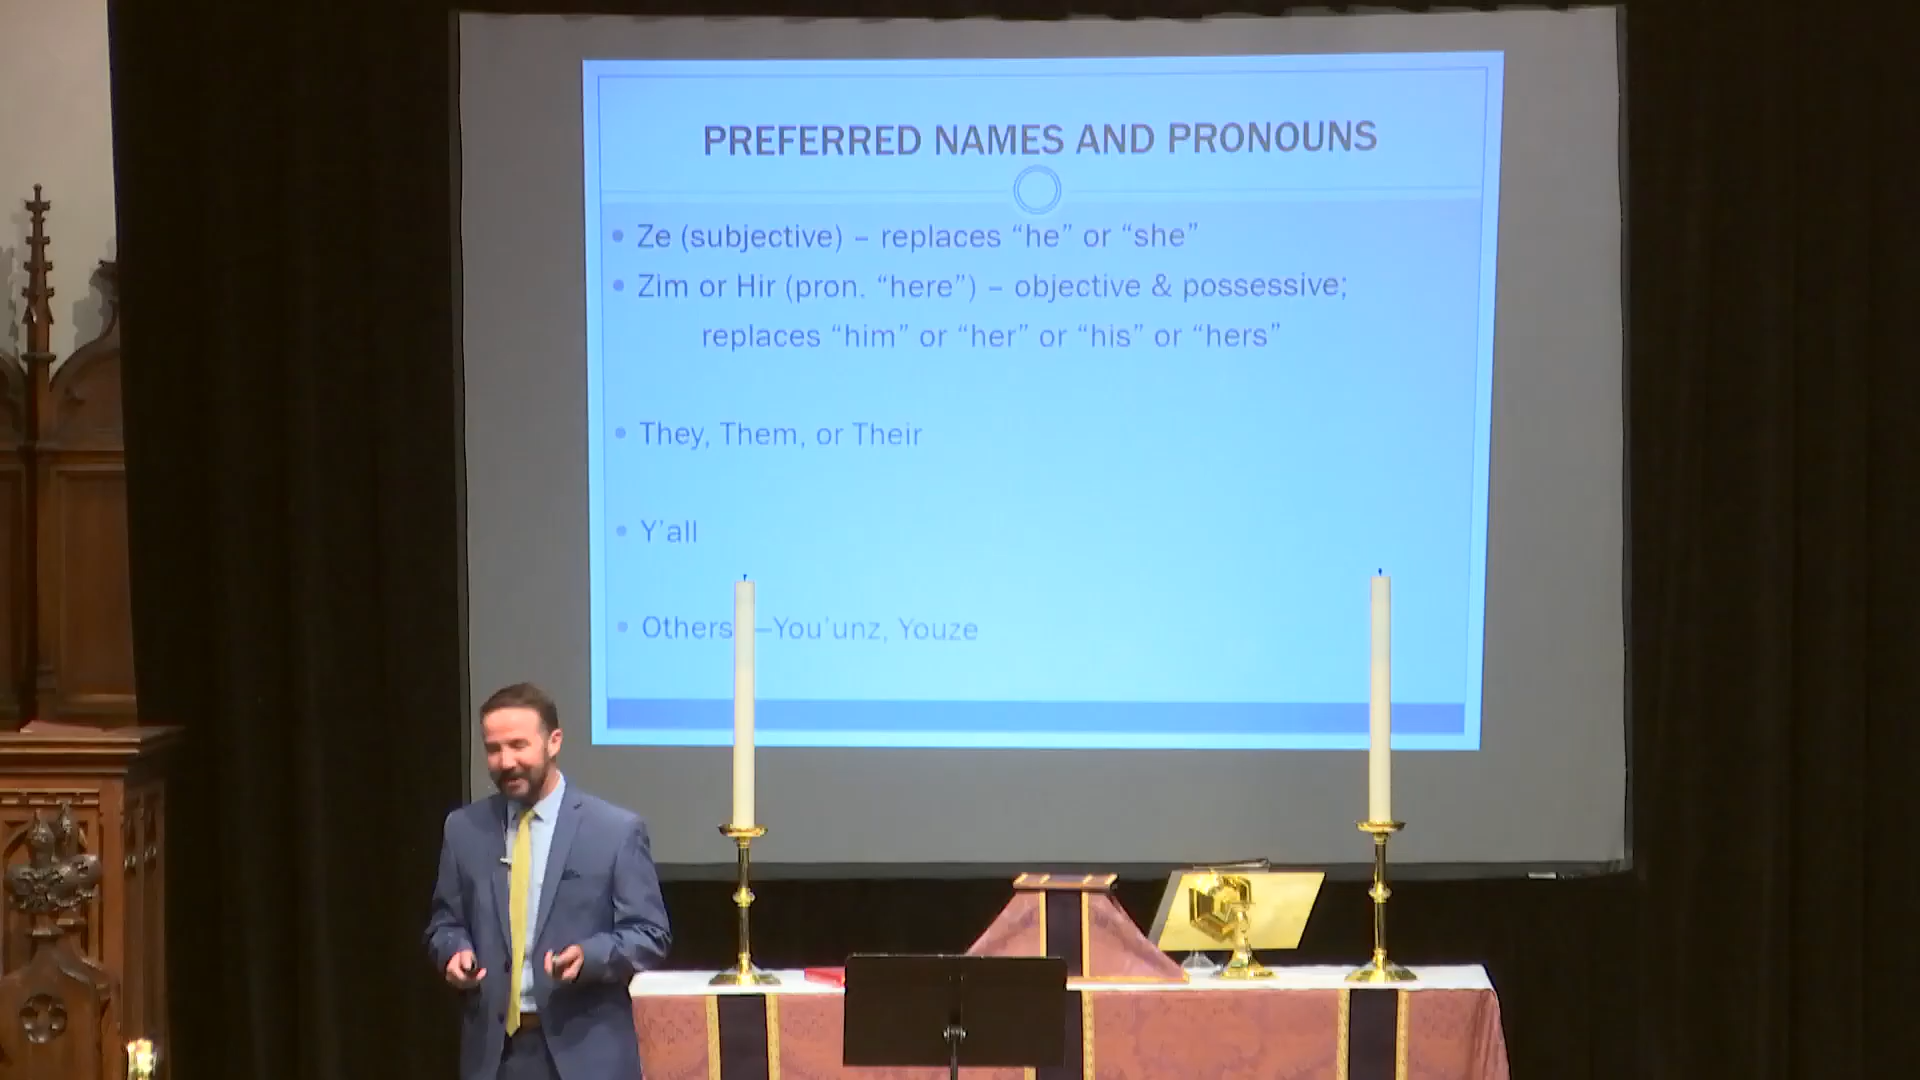 PREFERRED NAMES AND PRONOUNS
• Ze (subjective) – replaces “he” or “she”
• Zim or Hir (pron. “here”) – objective & possessive;
replaces “him” or “her” or “his” or “hers”
• They, Them, or Their
• Y’all
• Others –You’unz, Youze